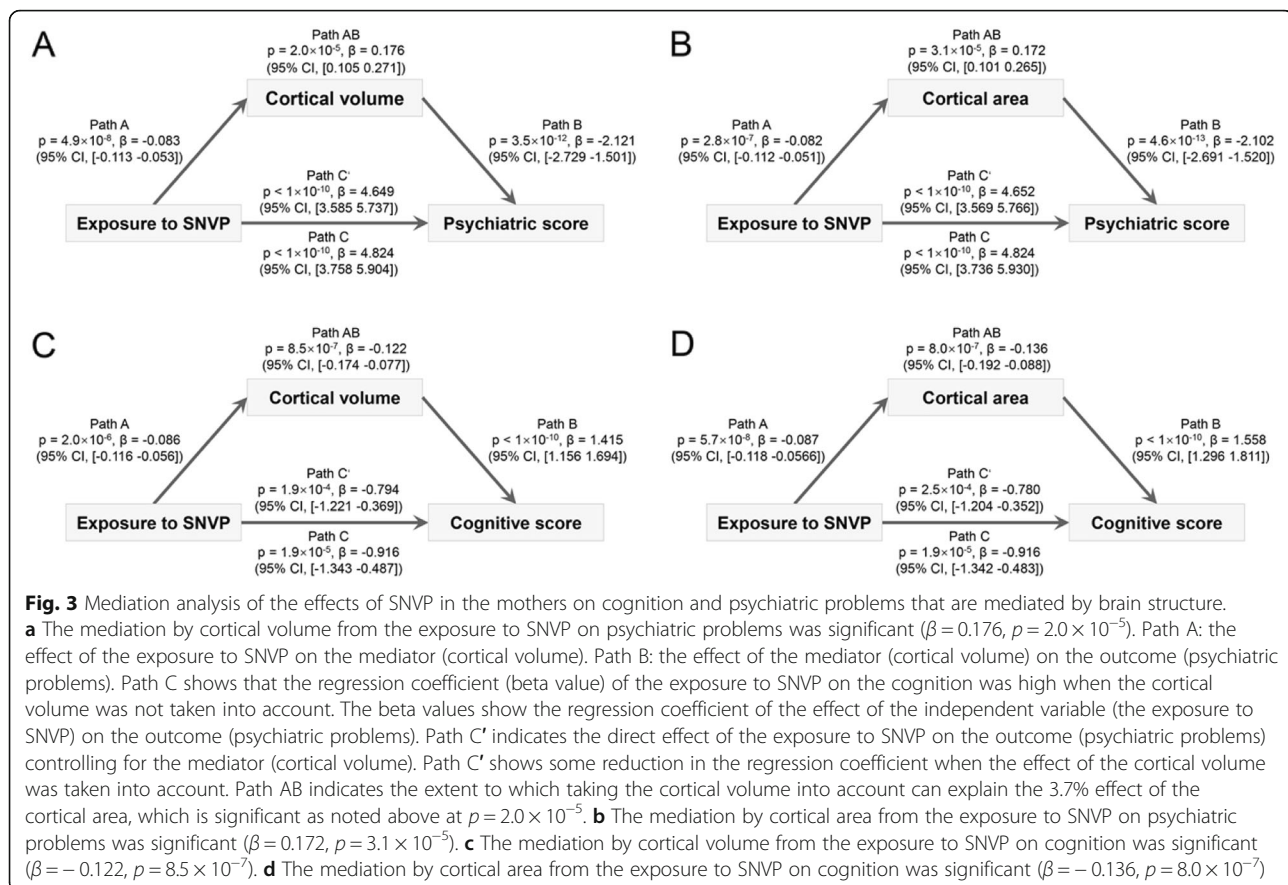 A
Path AB
p = 2.0×10⁻⁵, β = 0.176
(95% CI, [0.105 0.271])
Cortical volume
Path A
p = 4.9×10⁻⁸, β = -0.083
(95% CI, [-0.113 -0.053])
Path B
p = 3.5×10⁻¹², β = -2.121
(95% CI, [-2.729 -1.501])
Path C'
p < 1×10⁻¹⁰, β = 4.649
(95% CI, [3.585 5.737])
Exposure to SNVP
Psychiatric score
Path C
p < 1×10⁻¹⁰, β = 4.824
(95% CI, [3.758 5.904])
B
Path AB
p = 3.1×10⁻⁵, β = 0.172
(95% CI, [0.101 0.265])
Cortical area
Path A
p = 2.8×10⁻⁷, β = -0.082
(95% CI, [-0.112 -0.051])
Path B
p = 4.6×10⁻¹³, β = -2.102
(95% CI, [-2.691 -1.520])
Path C'
p < 1×10⁻¹⁰, β = 4.652
(95% CI, [3.569 5.766])
Exposure to SNVP
Psychiatric score
Path C
p < 1×10⁻¹⁰, β = 4.824
(95% CI, [3.736 5.930])
C
Path AB
p = 8.5×10⁻⁷, β = -0.122
(95% CI, [-0.174 -0.077])
Cortical volume
Path A
p = 2.0×10⁻⁶, β = -0.086
(95% CI, [-0.116 -0.056])
Path B
p < 1×10⁻¹⁰, β = 1.415
(95% CI, [1.156 1.694])
Path C'
p = 1.9×10⁻⁴, β = -0.794
(95% CI, [-1.221 -0.369])
Exposure to SNVP
Cognitive score
Path C
p = 1.9×10⁻⁵, β = -0.916
(95% CI, [-1.343 -0.487])
D
Path AB
p = 8.0×10⁻⁷, β = -0.136
(95% CI, [-0.192 -0.088])
Cortical area
Path A
p = 5.7×10⁻⁸, β = -0.087
(95% CI, [-0.118 -0.0566])
Path B
p < 1×10⁻¹⁰, β = 1.558
(95% CI, [1.296 1.811])
Path C'
p = 2.5×10⁻⁴, β = -0.780
(95% CI, [-1.204 -0.352])
Exposure to SNVP
Cognitive score
Path C
p = 1.9×10⁻⁵, β = -0.916
(95% CI, [-1.342 -0.483])
Fig. 3 Mediation analysis of the effects of SNVP in the mothers on cognition and psychiatric problems that are mediated by brain structure.
a The mediation by cortical volume from the exposure to SNVP on psychiatric problems was significant (β = 0.176, p = 2.0 × 10⁻⁵). Path A: the
effect of the exposure to SNVP on the mediator (cortical volume). Path B: the effect of the mediator (cortical volume) on the outcome (psychiatric
problems). Path C shows that the regression coefficient (beta value) of the exposure to SNVP on the cognition was high when the cortical
volume was not taken into account. The beta values show the regression coefficient of the effect of the independent variable (the exposure to
SNVP) on the outcome (psychiatric problems). Path C′ indicates the direct effect of the exposure to SNVP on the outcome (psychiatric problems)
controlling for the mediator (cortical volume). Path C′ shows some reduction in the regression coefficient when the effect of the cortical volume
was taken into account. Path AB indicates the extent to which taking the cortical volume into account can explain the 3.7% effect of the
cortical area, which is significant as noted above at p = 2.0 × 10⁻⁵. b The mediation by cortical area from the exposure to SNVP on psychiatric
problems was significant (β = 0.172, p = 3.1 × 10⁻⁵). c The mediation by cortical volume from the exposure to SNVP on cognition was significant
(β = − 0.122, p = 8.5 × 10⁻⁷). d The mediation by cortical area from the exposure to SNVP on cognition was significant (β = − 0.136, p = 8.0 × 10⁻⁷)